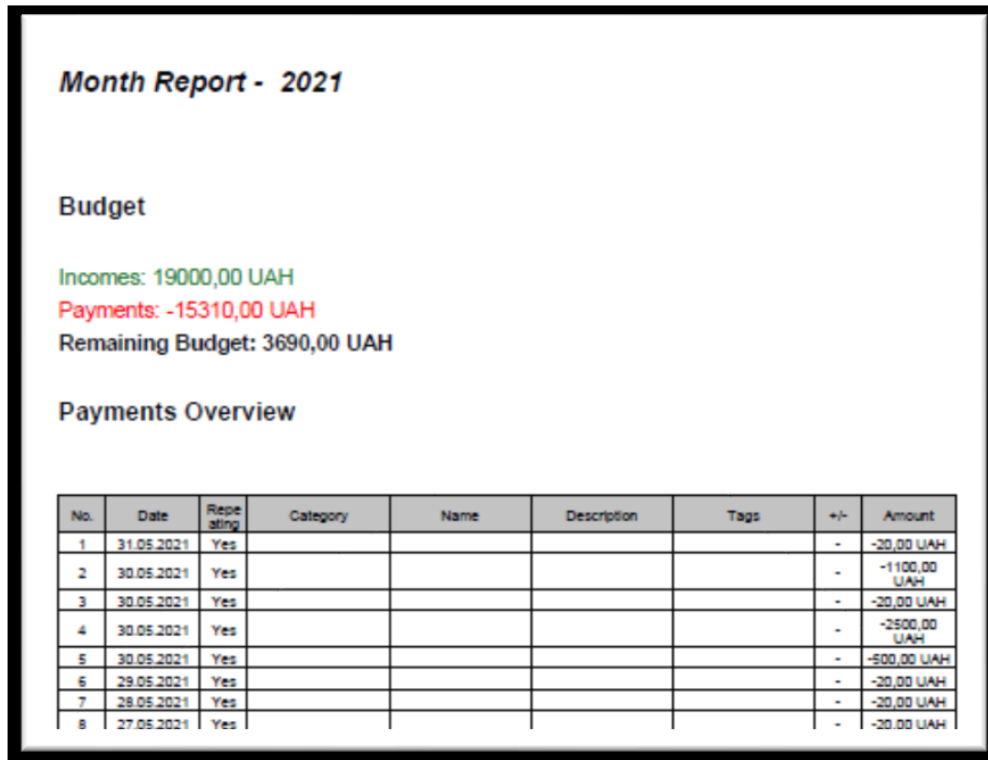 Month Report - 2021
Budget
Incomes: 19000,00 UAH
Payments: -15310,00 UAH
Remaining Budget: 3690,00 UAH
Payments Overview
No. Date Repe ating Category Name Description Tags +/- Amount
1 31.05.2021 Yes - -20,00 UAH
2 30.05.2021 Yes - -1100,00 UAH
3 30.05.2021 Yes - -20,00 UAH
4 30.05.2021 Yes - -2500,00 UAH
5 30.05.2021 Yes - -500,00 UAH
6 29.05.2021 Yes - -20,00 UAH
7 28.05.2021 Yes - -20,00 UAH
8 27.05.2021 Yes - -20,00 UAH